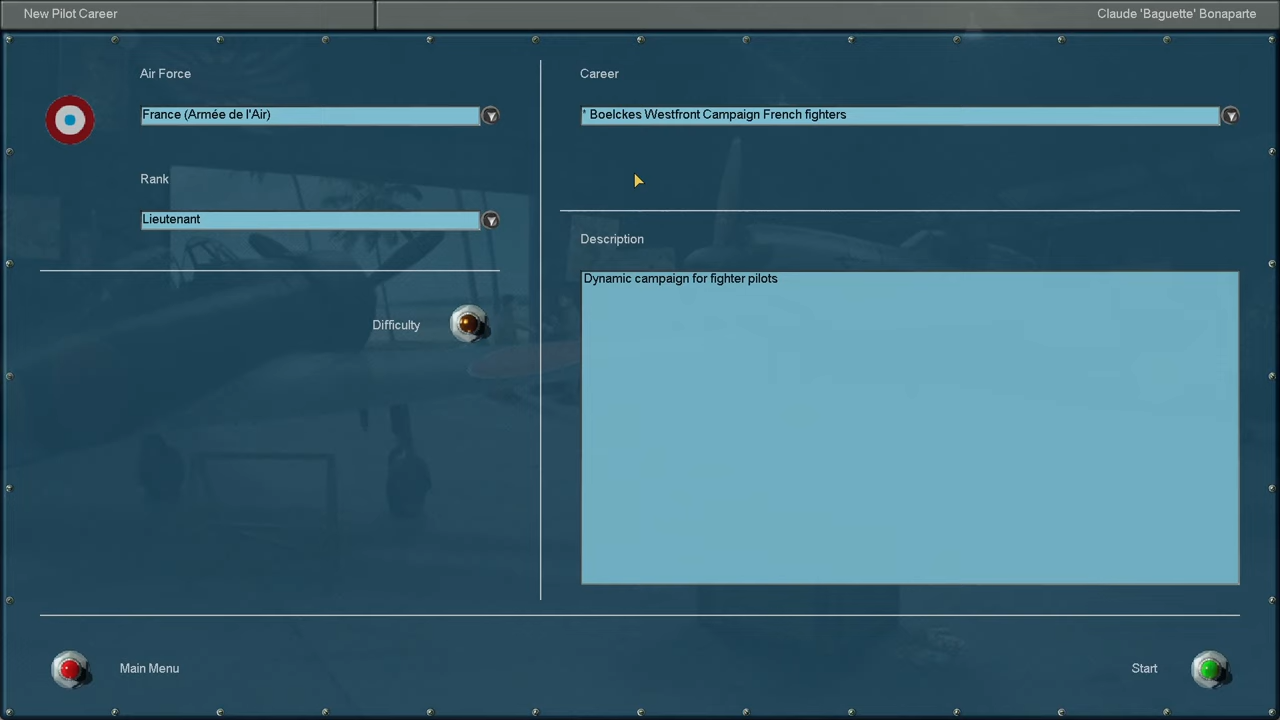 New Pilot Career
Claude 'Baguette' Bonaparte
Air Force
France (Armée de l'Air)
Rank
Lieutenant
Difficulty
Career
* Boelckes Westfront Campaign French fighters
Description
Dynamic campaign for fighter pilots
Main Menu
Start